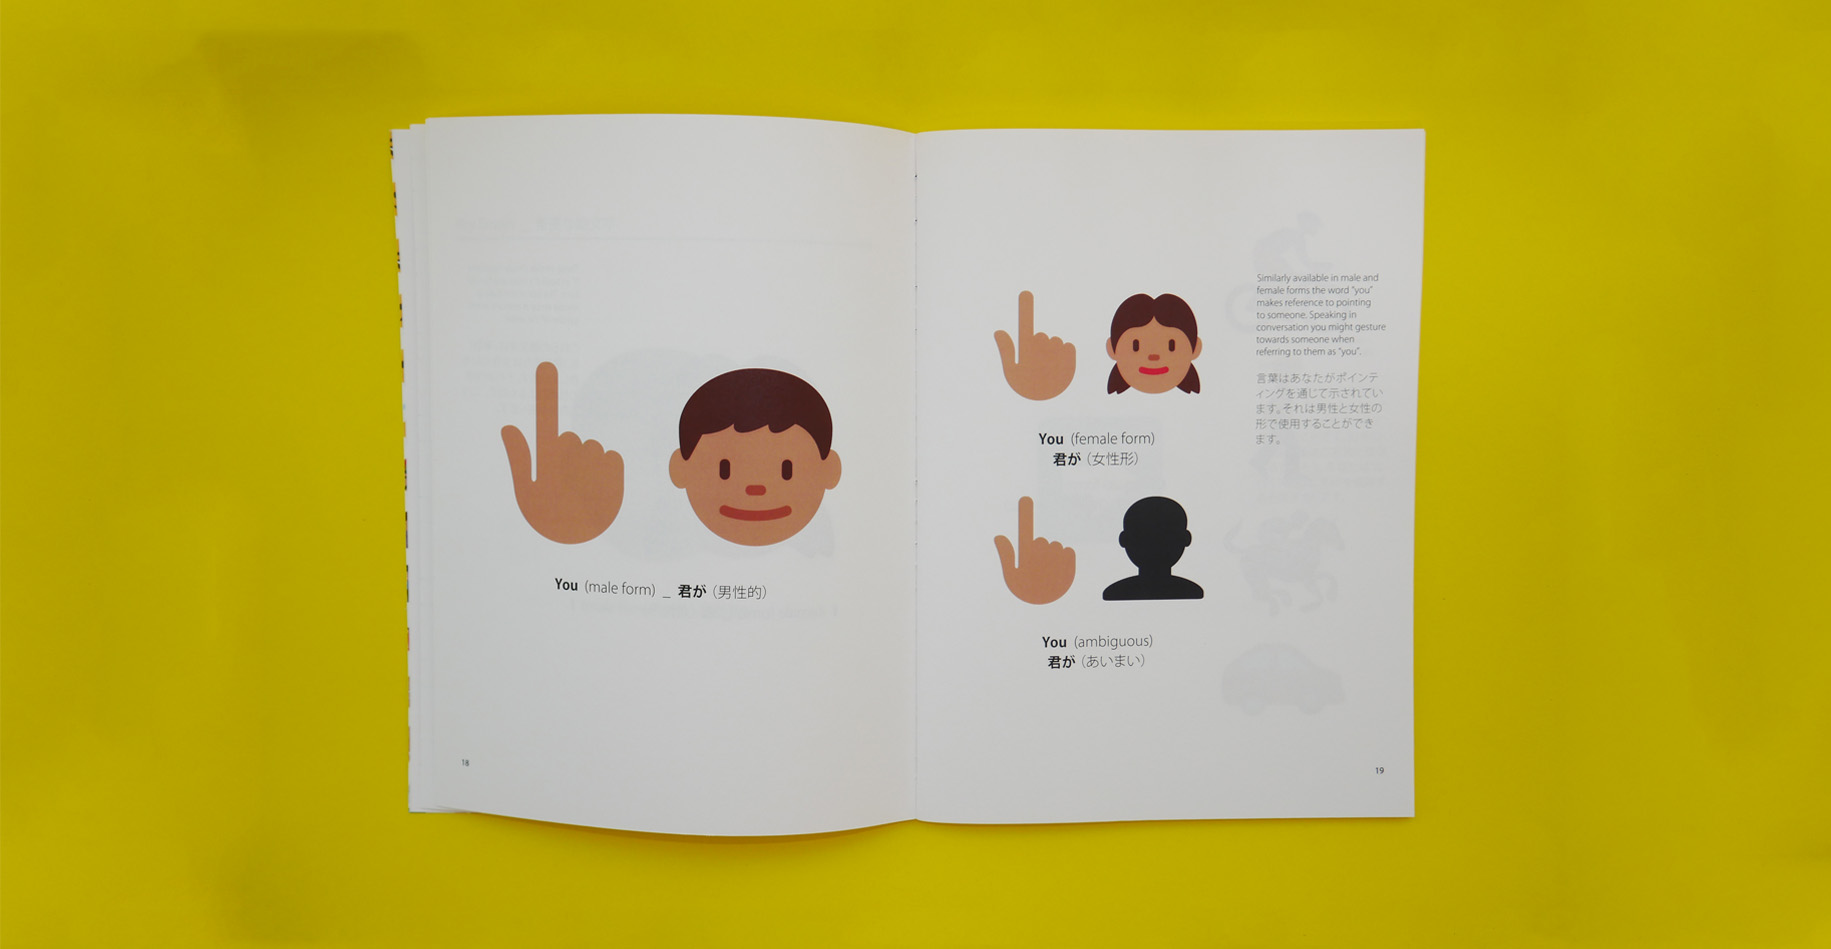 You (male form) _ 君が（男性的）
18
You (female form)
君が（女性形）
You (ambiguous)
君が（あいまい）
Similarly available in male and
female forms the word “you”
makes reference to pointing
to someone. Speaking in
conversation you might gesture
towards someone when
referring to them as “you”.
言葉はあなたがポインテ
ィングを通じて示されてい
ます。それは男性と女性の
形で使用することができ
ます。
19